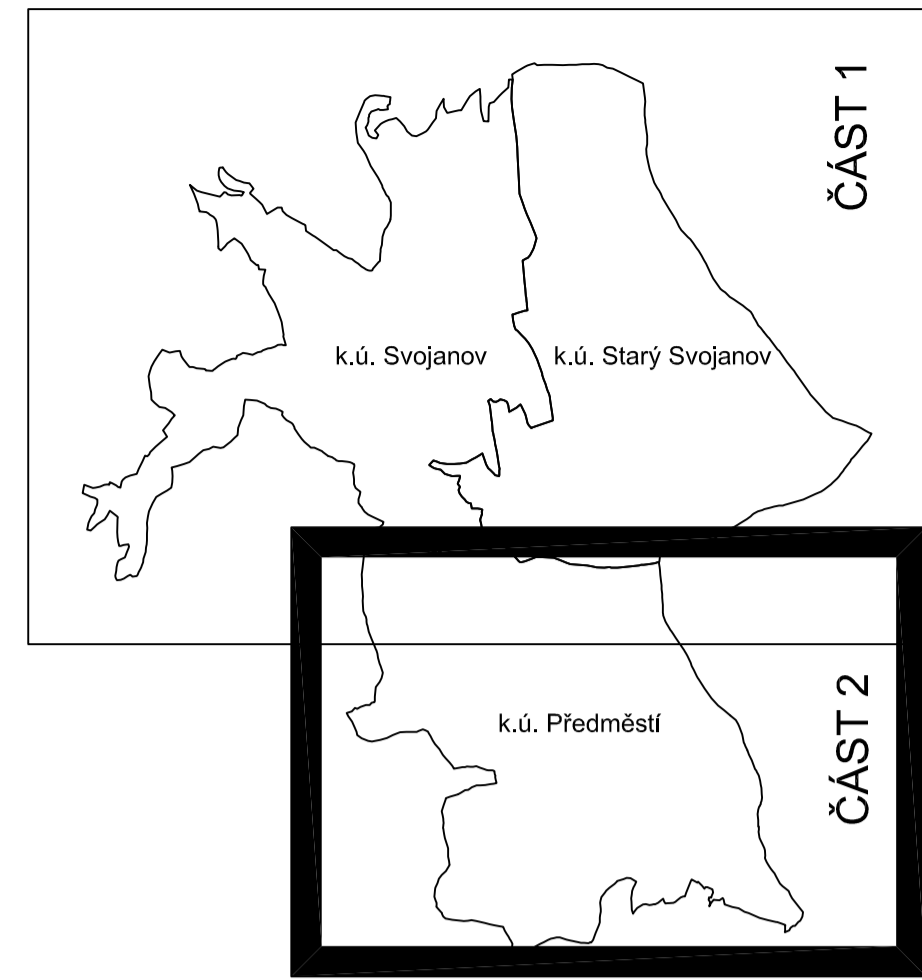 ČÁST 1
k.ú. Svojanov
k.ú. Starý Svojanov
k.ú. Předměstí
ČÁST 2